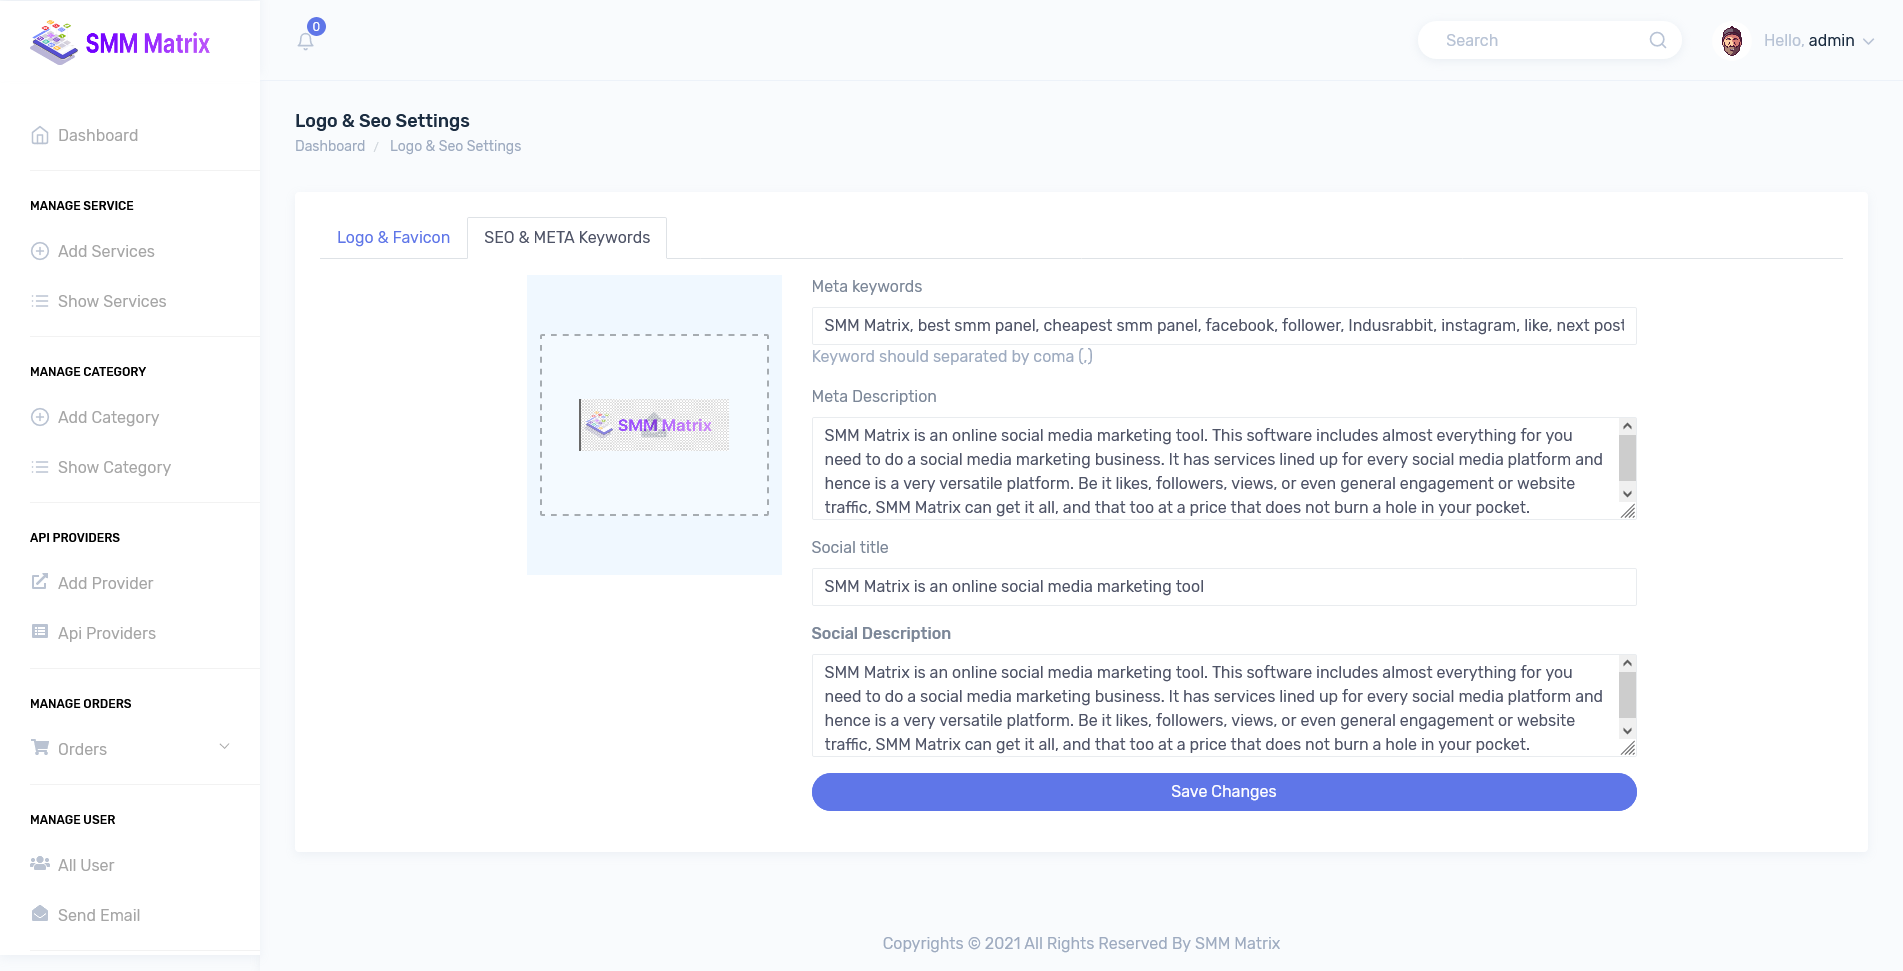 SMM Matrix
0
Search
Hello, admin
Dashboard
MANAGE SERVICE
Add Services
Show Services
MANAGE CATEGORY
Add Category
Show Category
API PROVIDERS
Add Provider
Api Providers
MANAGE ORDERS
Orders
MANAGE USER
All User
Send Email
Logo & Seo Settings
Dashboard / Logo & Seo Settings
Logo & Favicon
SEO & META Keywords
SMM Matrix
Meta keywords
SMM Matrix, best smm panel, cheapest smm panel, facebook, follower, Indusrabbit, instagram, like, next post
Keyword should separated by coma (,)
Meta Description
SMM Matrix is an online social media marketing tool. This software includes almost everything for you
need to do a social media marketing business. It has services lined up for every social media platform and
hence is a very versatile platform. Be it likes, followers, views, or even general engagement or website
traffic, SMM Matrix can get it all, and that too at a price that does not burn a hole in your pocket.
Social title
SMM Matrix is an online social media marketing tool
Social Description
SMM Matrix is an online social media marketing tool. This software includes almost everything for you
need to do a social media marketing business. It has services lined up for every social media platform and
hence is a very versatile platform. Be it likes, followers, views, or even general engagement or website
traffic, SMM Matrix can get it all, and that too at a price that does not burn a hole in your pocket.
Save Changes
Copyrights © 2021 All Rights Reserved By SMM Matrix